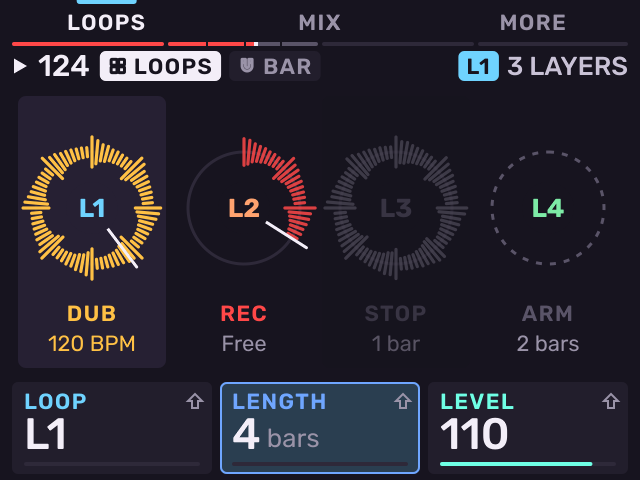 LOOPS MIX MORE
124 LOOPS BAR L1 3 LAYERS
L1 L2 L3 L4
DUB REC STOP ARM
120 BPM Free 1 bar 2 bars
LOOP LENGTH LEVEL
L1 4 bars 110